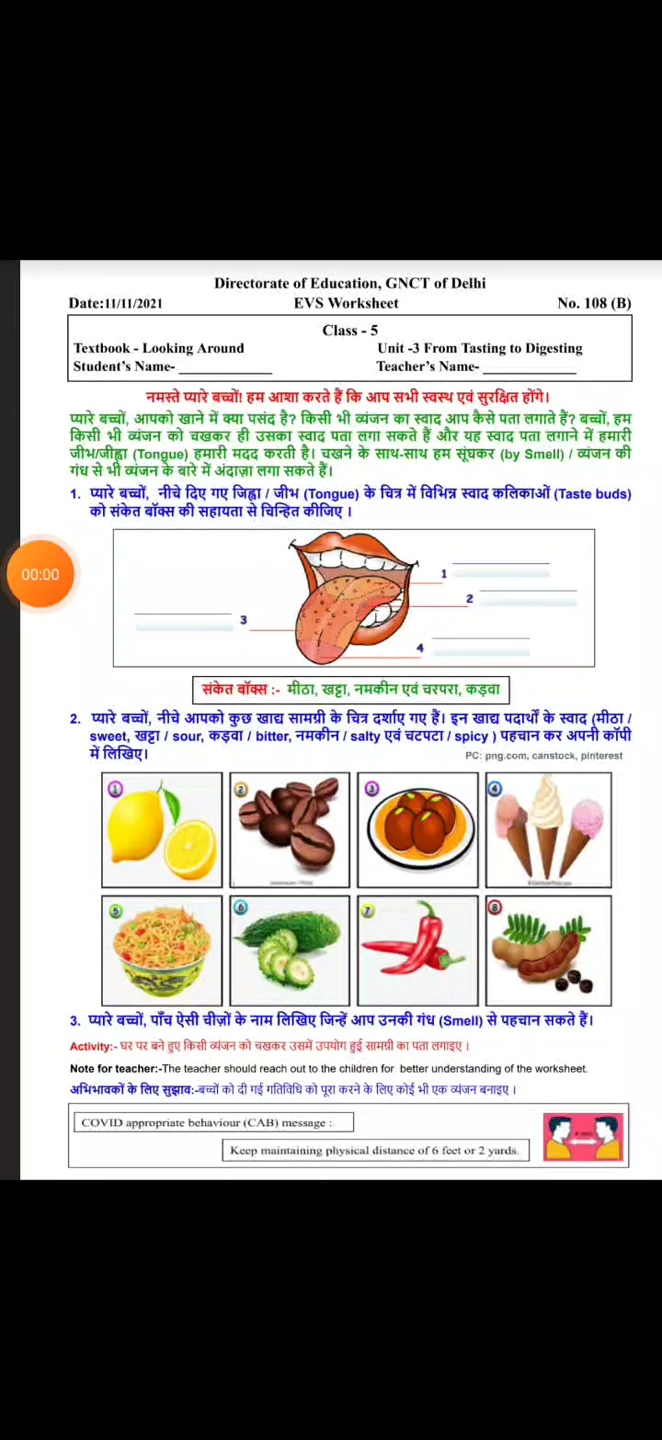 Directorate of Education, GNCT of Delhi
Date:11/11/2021 EVS Worksheet No. 108 (B)
Class - 5
Textbook - Looking Around Unit -3 From Tasting to Digesting
Student's Name- ____________ Teacher's Name- ____________
नमस्ते प्यारे बच्चों! हम आशा करते हैं कि आप सभी स्वस्थ एवं सुरक्षित होंगे।
प्यारे बच्चों, आपको खाने में क्या पसंद है? किसी भी व्यंजन का स्वाद आप कैसे पता लगाते हैं? बच्चों, हम
किसी भी व्यंजन को चखकर ही उसका स्वाद पता लगा सकते हैं और यह स्वाद पता लगाने में हमारी
जीभ/जीह्वा (Tongue) हमारी मदद करती है। चखने के साथ-साथ हम सूंघकर (by Smell) / व्यंजन की
गंध से भी व्यंजन के बारे में अंदाज़ा लगा सकते हैं।
1. प्यारे बच्चों, नीचे दिए गए जिह्वा / जीभ (Tongue) के चित्र में विभिन्न स्वाद कलिकाओं (Taste buds)
को संकेत बॉक्स की सहायता से चिन्हित कीजिए ।
00:00
1
2
3
4
संकेत बॉक्स :- मीठा, खट्टा, नमकीन एवं चरपरा, कड़वा
2. प्यारे बच्चों, नीचे आपको कुछ खाद्य सामग्री के चित्र दर्शाए गए हैं। इन खाद्य पदार्थों के स्वाद (मीठा /
sweet, खट्टा / sour, कड़वा / bitter, नमकीन / salty एवं चटपटा / spicy ) पहचान कर अपनी कॉपी
में लिखिए।
PC: png.com, canstock, pinterest
1 2 3 4
5 6 7 8
3. प्यारे बच्चों, पाँच ऐसी चीज़ों के नाम लिखिए जिन्हें आप उनकी गंध (Smell) से पहचान सकते हैं।
Activity:- घर पर बने हुए किसी व्यंजन को चखकर उसमें उपयोग हुई सामग्री का पता लगाइए ।
Note for teacher:-The teacher should reach out to the children for better understanding of the worksheet.
अभिभावकों के लिए सुझाव:-बच्चों को दी गई गतिविधि को पूरा करने के लिए कोई भी एक व्यंजन बनाइए ।
COVID appropriate behaviour (CAB) message :
Keep maintaining physical distance of 6 feet or 2 yards.